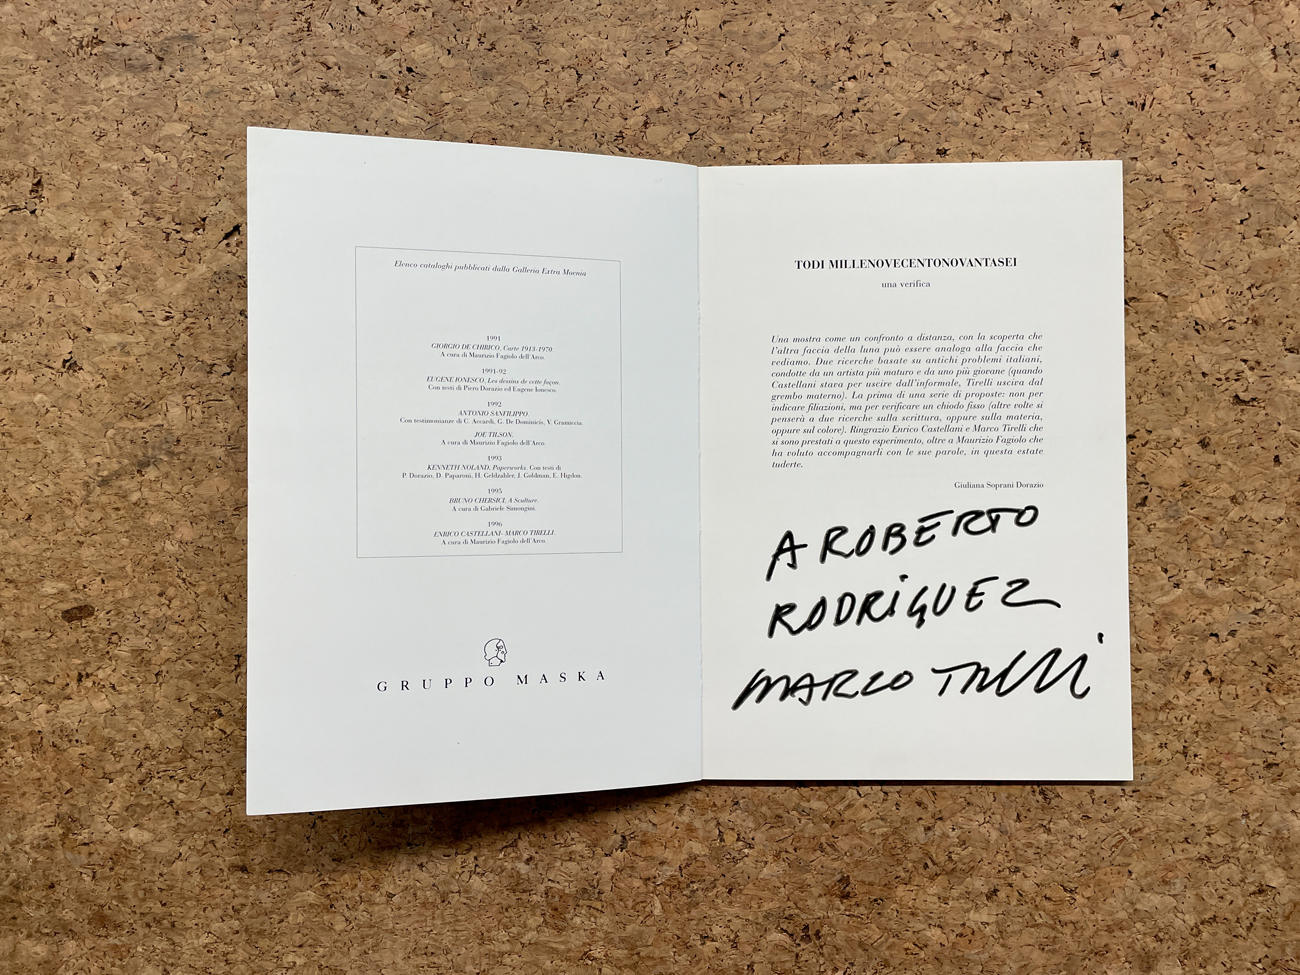 Elenco cataloghi pubblicati dalla Galleria Extra Moenia
1991
GIORGIO DE CHIRICO, Carte 1913-1970.
A cura di Maurizio Fagiolo dell'Arco.
1991-92
EUGÈNE IONESCO, Les dessins de cette façon.
Con testi di Piero Dorazio ed Eugene Ionesco.
1992
ANTONIO SANFILIPPO.
Con testimonianze di C. Accardi, G. De Dominicis, V. Gramiccia.
JOE TILSON.
A cura di Maurizio Fagiolo dell'Arco.
1993
KENNETH NOLAND, Paperworks. Con testi di
P. Dorazio, D. Paparoni, H. Geldzahler, J. Goldman, E. Higdon.
1995
BRUNO CHERSICLA Sculture.
A cura di Gabriele Simongini.
1996
ENRICO CASTELLANI- MARCO TIRELLI.
A cura di Maurizio Fagiolo dell'Arco.
GRUPPO MASKA
TODI MILLENOVECENTONOVANTASEI
una verifica
Una mostra come un confronto a distanza, con la scoperta che
l'altra faccia della luna può essere analoga alla faccia che
vediamo. Due ricerche basate su antichi problemi italiani,
condotte da un artista più maturo e da uno più giovane (quando
Castellani stava per uscire dall'informale, Tirelli usciva dal
grembo materno). La prima di una serie di proposte: non per
indicare filiazioni, ma per verificare un chiodo fisso (altre volte si
penserà a due ricerche sulla scrittura, oppure sulla materia,
oppure sul colore). Ringrazio Enrico Castellani e Marco Tirelli che
si sono prestati a questo esperimento, oltre a Maurizio Fagiolo che
ha voluto accompagnarli con le sue parole, in questa estate
tuderte.
Giuliana Soprani Dorazio
A ROBERTO
RODRIGUEZ
MARCO TIRELLI